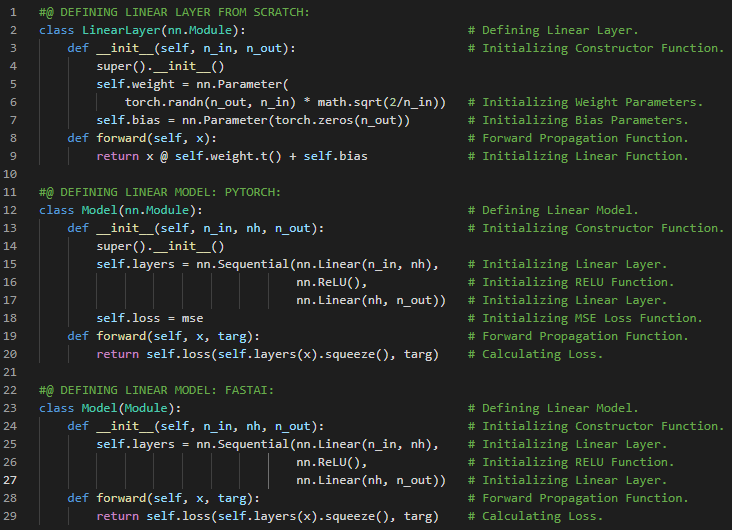 1 #@ DEFINING LINEAR LAYER FROM SCRATCH:
2 class LinearLayer(nn.Module): # Defining Linear Layer.
3 def __init__(self, n_in, n_out): # Initializing Constructor Function.
4 super().__init__()
5 self.weight = nn.Parameter(
6 torch.randn(n_out, n_in) * math.sqrt(2/n_in)) # Initializing Weight Parameters.
7 self.bias = nn.Parameter(torch.zeros(n_out)) # Initializing Bias Parameters.
8 def forward(self, x): # Forward Propagation Function.
9 return x @ self.weight.t() + self.bias # Initializing Linear Function.
10
11 #@ DEFINING LINEAR MODEL: PYTORCH:
12 class Model(nn.Module): # Defining Linear Model.
13 def __init__(self, n_in, nh, n_out): # Initializing Constructor Function.
14 super().__init__()
15 self.layers = nn.Sequential(nn.Linear(n_in, nh), # Initializing Linear Layer.
16 nn.ReLU(), # Initializing RELU Function.
17 nn.Linear(nh, n_out)) # Initializing Linear Layer.
18 self.loss = mse # Initializing MSE Loss Function.
19 def forward(self, x, targ): # Forward Propagation Function.
20 return self.loss(self.layers(x).squeeze(), targ) # Calculating Loss.
21
22 #@ DEFINING LINEAR MODEL: FASTAI:
23 class Model(Module): # Defining Linear Model.
24 def __init__(self, n_in, nh, n_out): # Initializing Constructor Function.
25 self.layers = nn.Sequential(nn.Linear(n_in, nh), # Initializing Linear Layer.
26 nn.ReLU(), # Initializing RELU Function.
27 nn.Linear(nh, n_out)) # Initializing Linear Layer.
28 def forward(self, x, targ): # Forward Propagation Function.
29 return self.loss(self.layers(x).squeeze(), targ) # Calculating Loss.